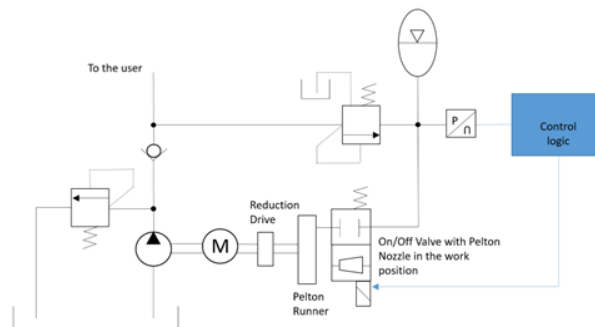 To the user
P
n
Control
logic
Reduction
Drive
M
On/Off Valve with Pelton
Nozzle in the work
position
Pelton
Runner